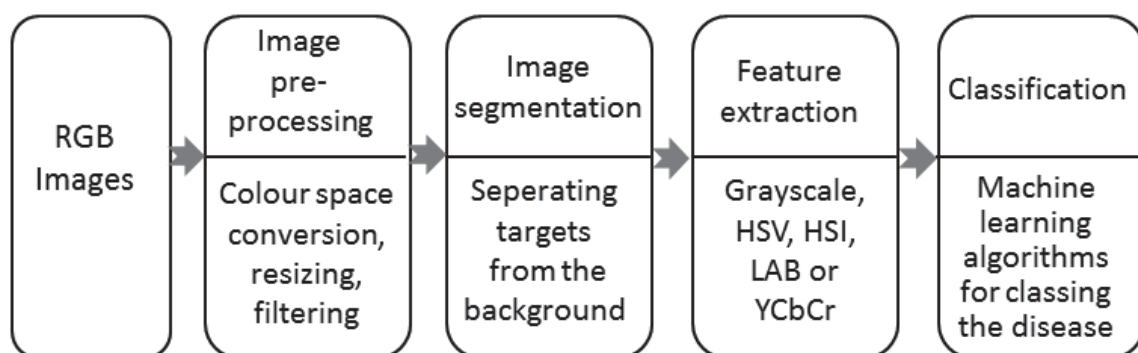 RGB
Images
Image
pre-
processing
Colour space
conversion,
resizing,
filtering
Image
segmentation
Seperating
targets
from the
background
Feature
extraction
Grayscale,
HSV, HSI,
LAB or
YCbCr
Classification
Machine
learning
algorithms
for classing
the disease